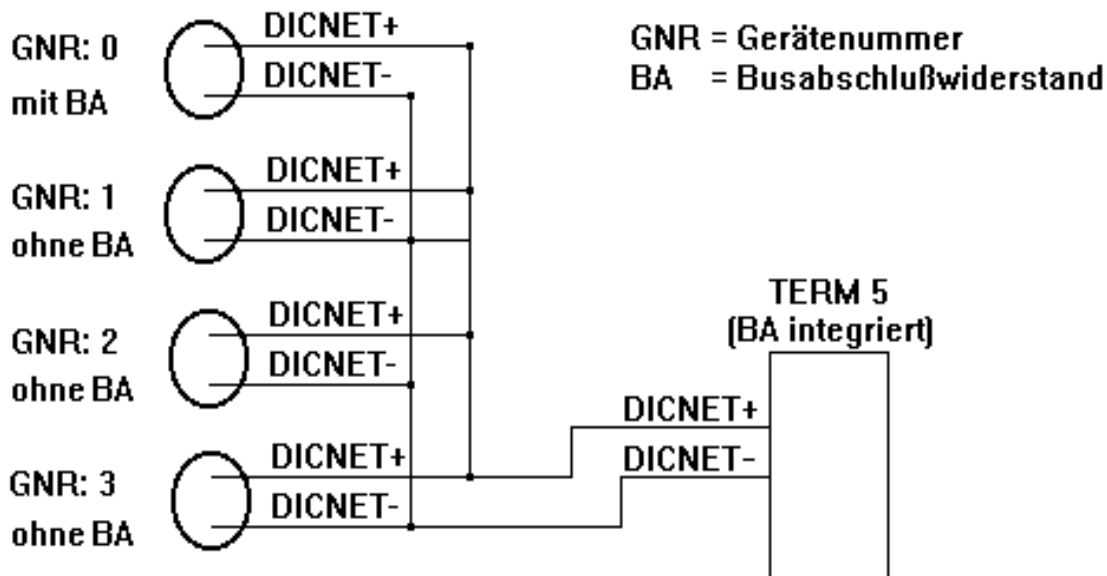 GNR: 0
mit BA
DICNET+
DICNET-
GNR = Gerätenummer
BA = Busabschlußwiderstand
GNR: 1
ohne BA
DICNET+
DICNET-
GNR: 2
ohne BA
DICNET+
DICNET-
TERM 5
(BA integriert)
GNR: 3
ohne BA
DICNET+
DICNET-
DICNET+
DICNET-